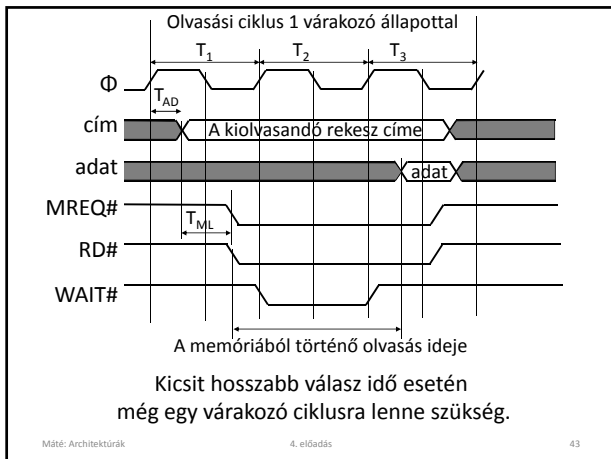 Olvasási ciklus 1 várakozó állapottal
T1 T2 T3
Φ
TAD
cím A kiolvasandó rekesz címe
adat adat
MREQ#
TML
RD#
WAIT#
A memóriából történő olvasás ideje
Kicsit hosszabb válasz idő esetén
még egy várakozó ciklusra lenne szükség.
Máté: Architektúrák 4. előadás 43